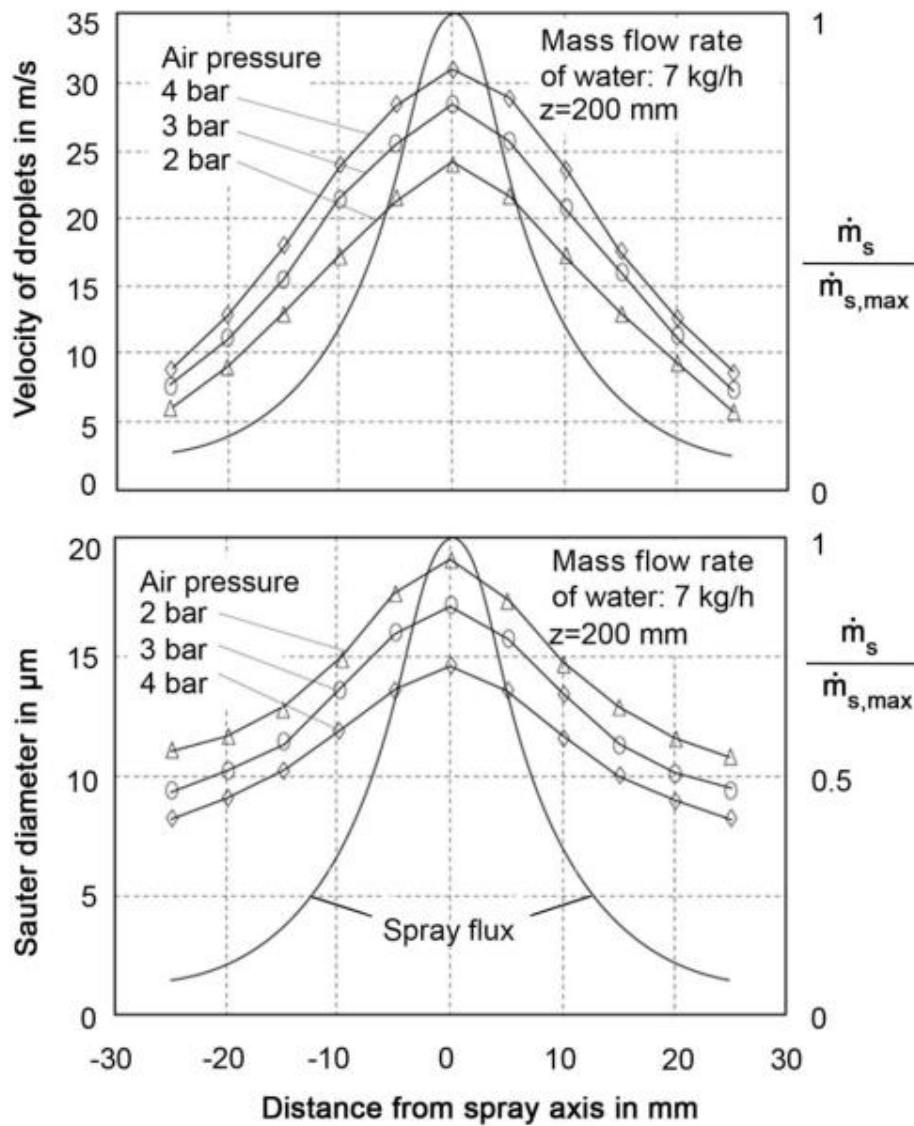 35
30
25
20
15
10
5
0
Velocity of droplets in m/s
Air pressure
4 bar
3 bar
2 bar
Mass flow rate
of water: 7 kg/h
z=200 mm
1
0
ṁs
ṁs,max
20
15
10
5
0
Sauter diameter in µm
Air pressure
2 bar
3 bar
4 bar
Mass flow rate
of water: 7 kg/h
z=200 mm
Spray flux
1
0.5
0
ṁs
ṁs,max
-30 -20 -10 0 10 20 30
Distance from spray axis in mm